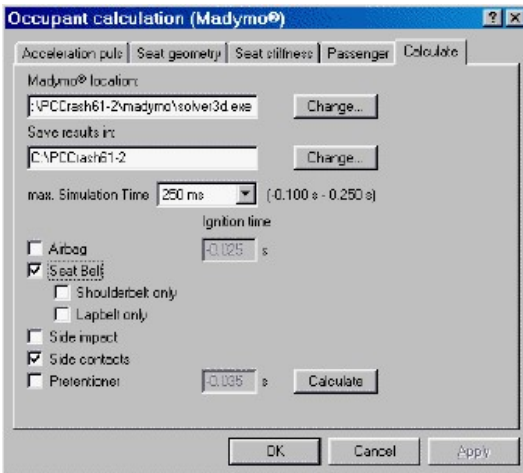 Occupant calculation (Madymo®)
Acceleration puls Seat geometry Seat stiffness Passenger Calculate
Madymo® location:
:\PCCrash61-2\madymo\solver3d.exe Change...
Save results in:
C:\PCCrash61-2 Change...
max. Simulation Time 250 ms (-0.100 s - 0.250 s)
Ignition time
Airbag -0.025 s
Seat Belt
Shoulderbelt only
Lapbelt only
Side impact
Side contacts
Pretentioner -0.035 s Calculate
OK Cancel Apply